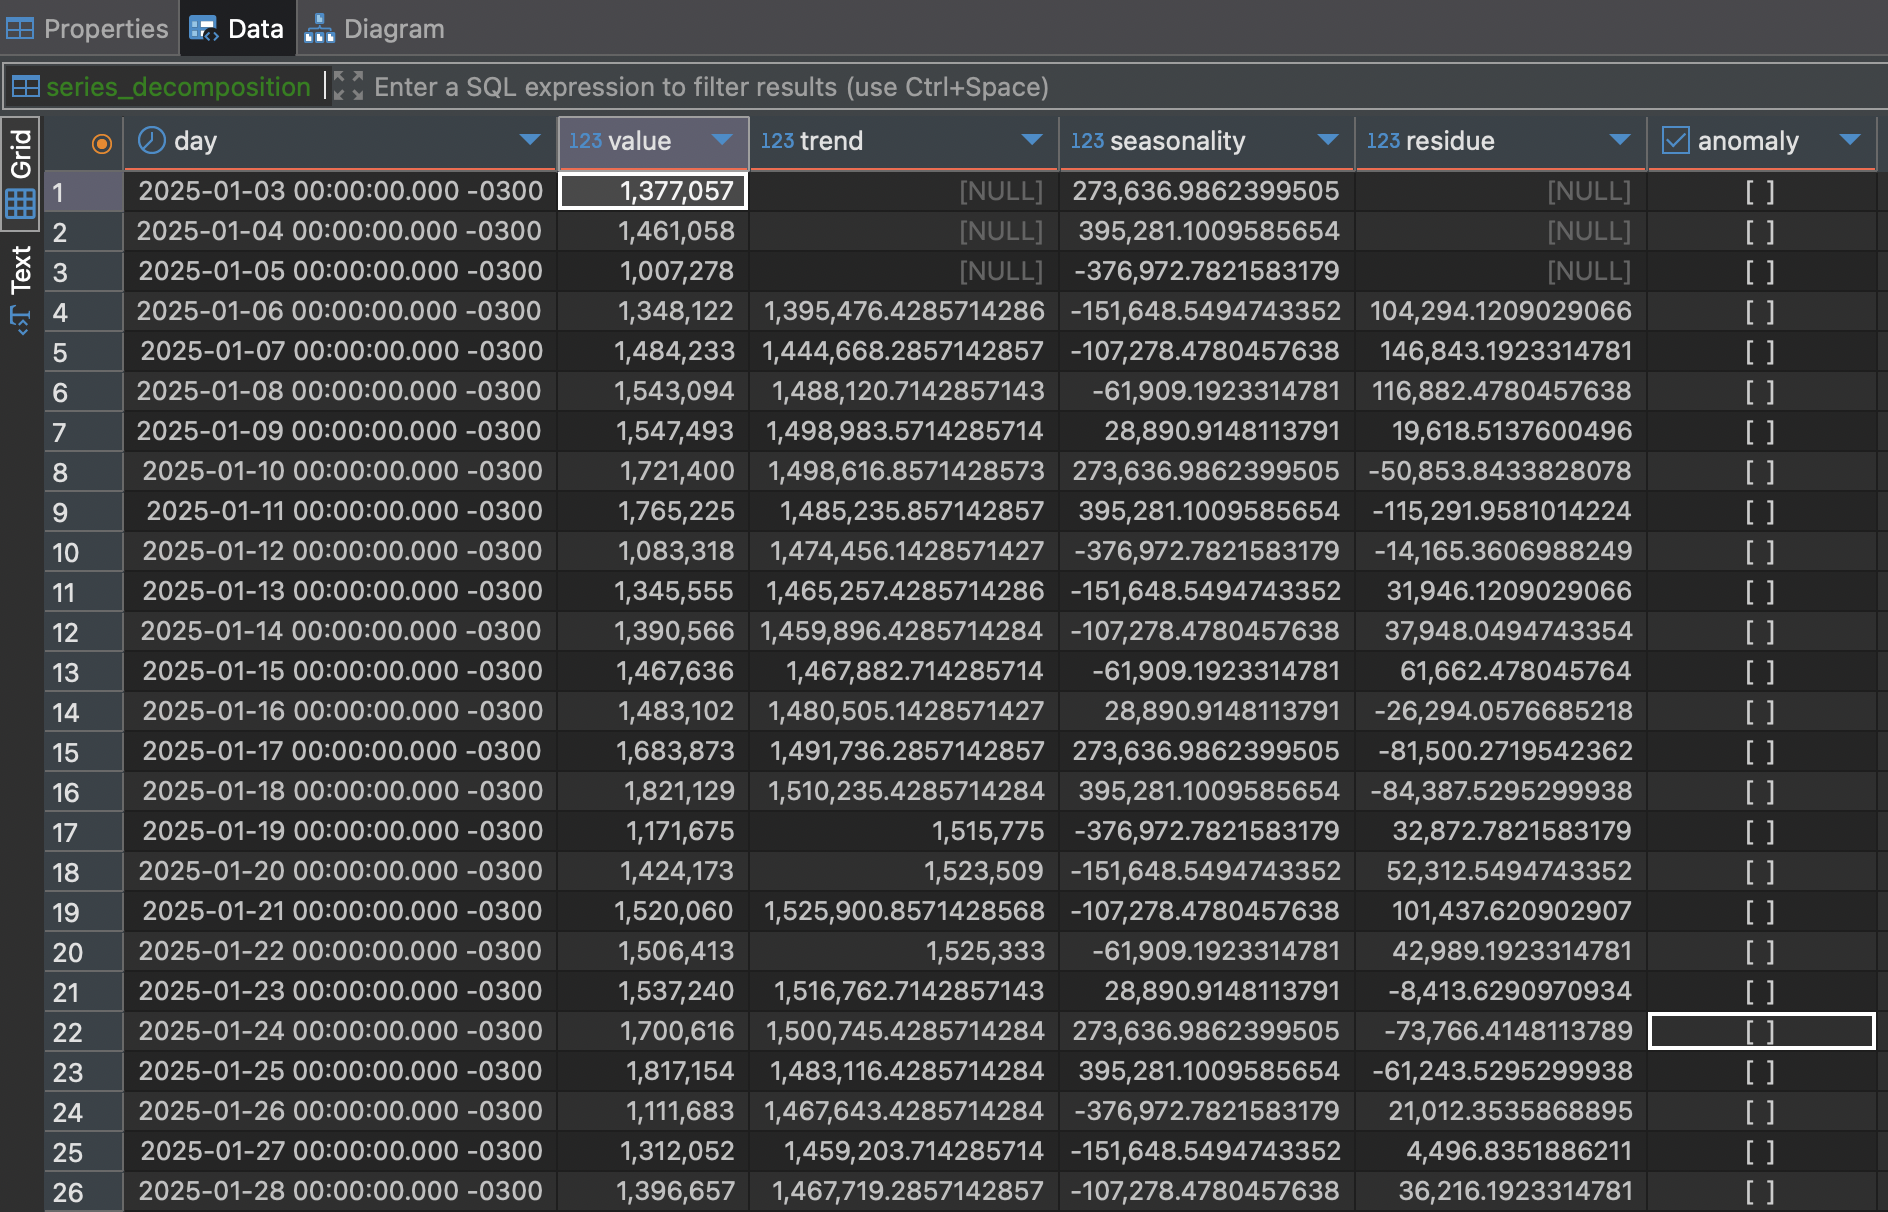 Properties Data Diagram
series_decomposition Enter a SQL expression to filter results (use Ctrl+Space)
Grid
Text
day 123 value 123 trend 123 seasonality 123 residue anomaly
1 2025-01-03 00:00:00.000 -0300 1,377,057 [NULL] 273,636.9862399505 [NULL] [ ]
2 2025-01-04 00:00:00.000 -0300 1,461,058 [NULL] 395,281.1009585654 [NULL] [ ]
3 2025-01-05 00:00:00.000 -0300 1,007,278 [NULL] -376,972.7821583179 [NULL] [ ]
4 2025-01-06 00:00:00.000 -0300 1,348,122 1,395,476.4285714286 -151,648.5494743352 104,294.1209029066 [ ]
5 2025-01-07 00:00:00.000 -0300 1,484,233 1,444,668.2857142857 -107,278.4780457638 146,843.1923314781 [ ]
6 2025-01-08 00:00:00.000 -0300 1,543,094 1,488,120.7142857143 -61,909.1923314781 116,882.4780457638 [ ]
7 2025-01-09 00:00:00.000 -0300 1,547,493 1,498,983.5714285714 28,890.9148113791 19,618.5137600496 [ ]
8 2025-01-10 00:00:00.000 -0300 1,721,400 1,498,616.8571428573 273,636.9862399505 -50,853.8433828078 [ ]
9 2025-01-11 00:00:00.000 -0300 1,765,225 1,485,235.857142857 395,281.1009585654 -115,291.9581014224 [ ]
10 2025-01-12 00:00:00.000 -0300 1,083,318 1,474,456.1428571427 -376,972.7821583179 -14,165.3606988249 [ ]
11 2025-01-13 00:00:00.000 -0300 1,345,555 1,465,257.4285714286 -151,648.5494743352 31,946.1209029066 [ ]
12 2025-01-14 00:00:00.000 -0300 1,390,566 1,459,896.4285714284 -107,278.4780457638 37,948.0494743354 [ ]
13 2025-01-15 00:00:00.000 -0300 1,467,636 1,467,882.714285714 -61,909.1923314781 61,662.478045764 [ ]
14 2025-01-16 00:00:00.000 -0300 1,483,102 1,480,505.1428571427 28,890.9148113791 -26,294.0576685218 [ ]
15 2025-01-17 00:00:00.000 -0300 1,683,873 1,491,736.2857142857 273,636.9862399505 -81,500.2719542362 [ ]
16 2025-01-18 00:00:00.000 -0300 1,821,129 1,510,235.4285714284 395,281.1009585654 -84,387.5295299938 [ ]
17 2025-01-19 00:00:00.000 -0300 1,171,675 1,515,775 -376,972.7821583179 32,872.7821583179 [ ]
18 2025-01-20 00:00:00.000 -0300 1,424,173 1,523,509 -151,648.5494743352 52,312.5494743352 [ ]
19 2025-01-21 00:00:00.000 -0300 1,520,060 1,525,900.8571428568 -107,278.4780457638 101,437.620902907 [ ]
20 2025-01-22 00:00:00.000 -0300 1,506,413 1,525,333 -61,909.1923314781 42,989.1923314781 [ ]
21 2025-01-23 00:00:00.000 -0300 1,537,240 1,516,762.7142857143 28,890.9148113791 -8,413.6290970934 [ ]
22 2025-01-24 00:00:00.000 -0300 1,700,616 1,500,745.4285714284 273,636.9862399505 -73,766.4148113789 [ ]
23 2025-01-25 00:00:00.000 -0300 1,817,154 1,483,116.4285714284 395,281.1009585654 -61,243.5295299938 [ ]
24 2025-01-26 00:00:00.000 -0300 1,111,683 1,467,643.4285714284 -376,972.7821583179 21,012.3535868895 [ ]
25 2025-01-27 00:00:00.000 -0300 1,312,052 1,459,203.714285714 -151,648.5494743352 4,496.8351886211 [ ]
26 2025-01-28 00:00:00.000 -0300 1,396,657 1,467,719.2857142857 -107,278.4780457638 36,216.1923314781 [ ]